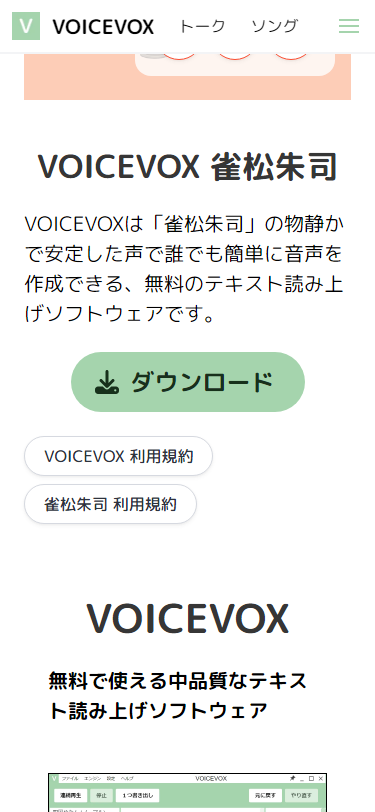 V VOICEVOX トーク ソング
VOICEVOX 雀松朱司
VOICEVOXは「雀松朱司」の物静か
で安定した声で誰でも簡単に音声を
作成できる、無料のテキスト読み上
げソフトウェアです。
ダウンロード
VOICEVOX 利用規約
雀松朱司 利用規約
VOICEVOX
無料で使える中品質なテキス
ト読み上げソフトウェア
V ファイル エンジン 設定 ヘルプ VOICEVOX
連続再生 停止 1つ書き出し 元に戻す やり直す